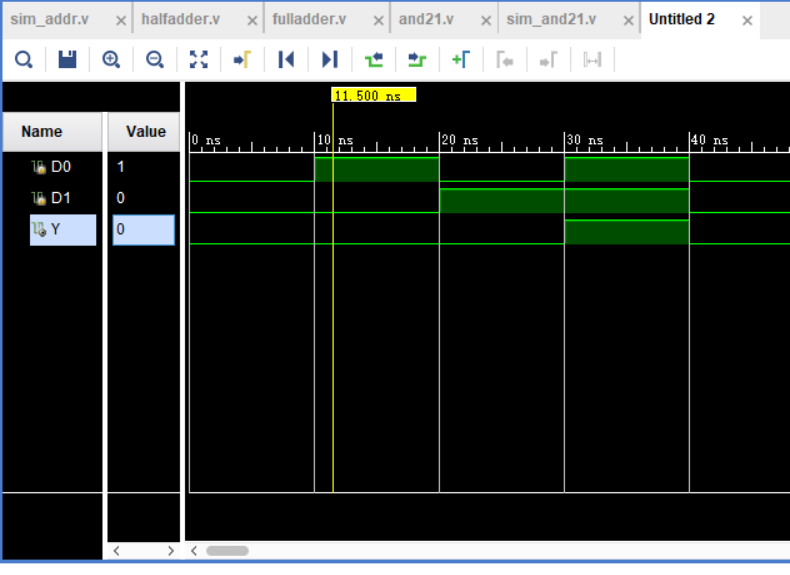 sim_addr.v halfadder.v fulladder.v and21.v sim_and21.v Untitled 2
11.500 ns
Name Value 0 ns 10 ns 20 ns 30 ns 40 ns
D0 1
D1 0
Y 0